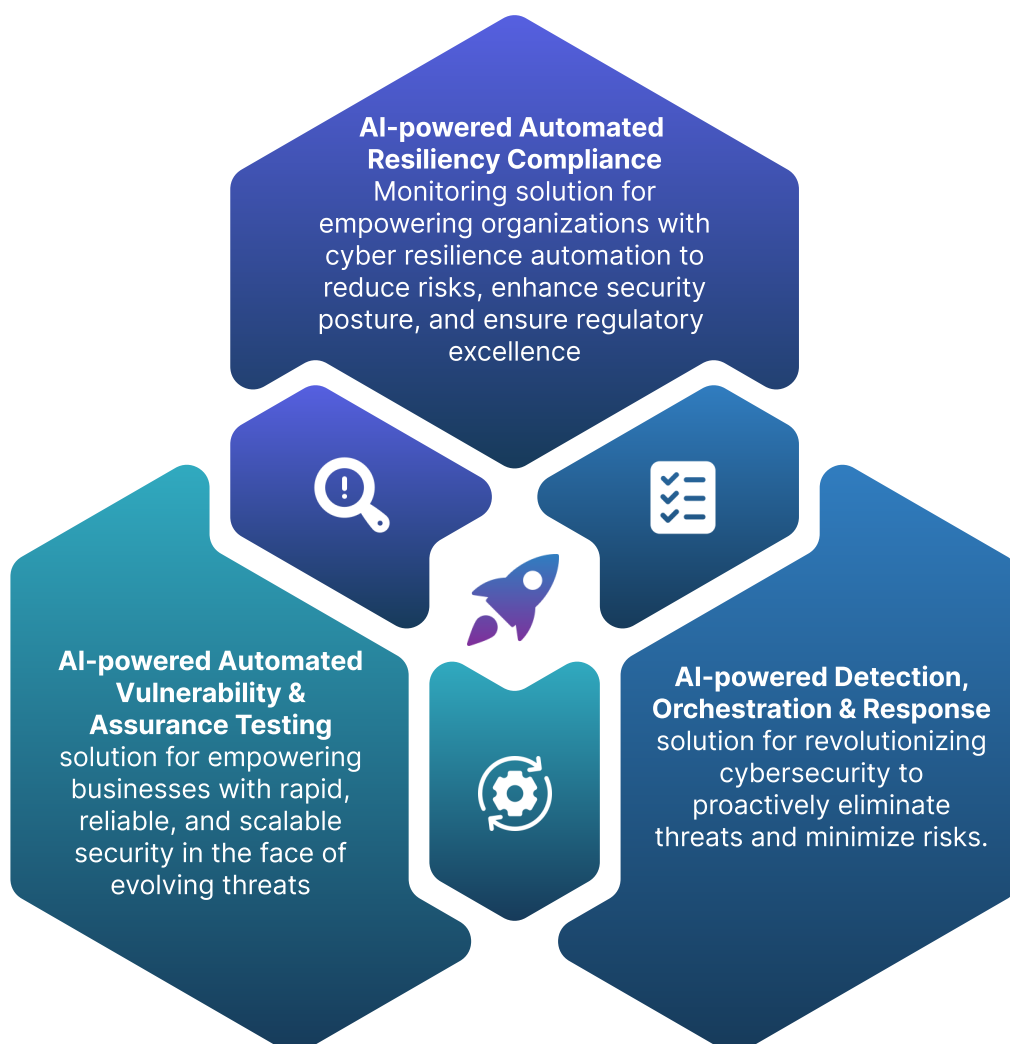 AI-powered Automated
Resiliency Compliance
Monitoring solution for
empowering organizations with
cyber resilience automation to
reduce risks, enhance security
posture, and ensure regulatory
excellence
AI-powered Automated
Vulnerability &
Assurance Testing
solution for empowering
businesses with rapid,
reliable, and scalable
security in the face of
evolving threats
AI-powered Detection,
Orchestration & Response
solution for revolutionizing
cybersecurity to
proactively eliminate
threats and minimize risks.